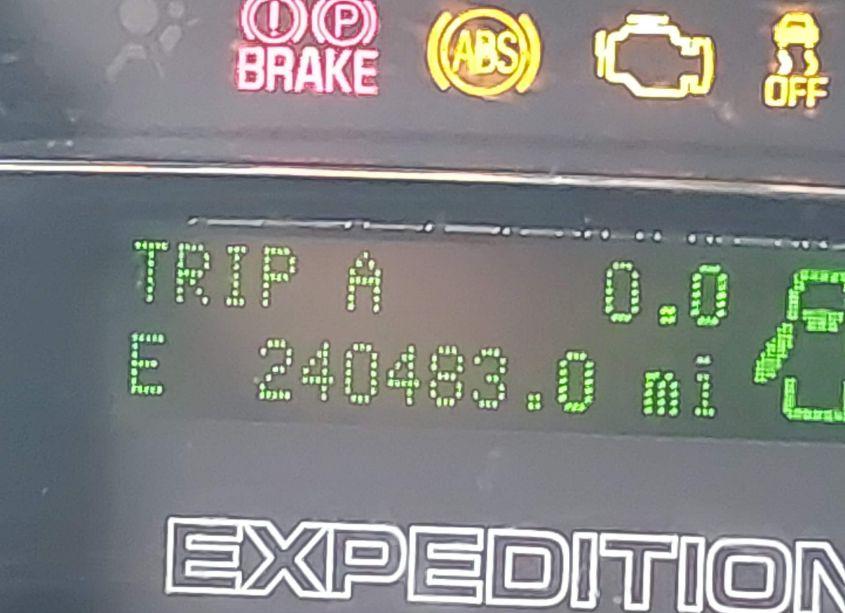 (!) (P)
BRAKE
ABS
OFF
TRIP A 0.0
E 240483.0 mi
EXPEDITION